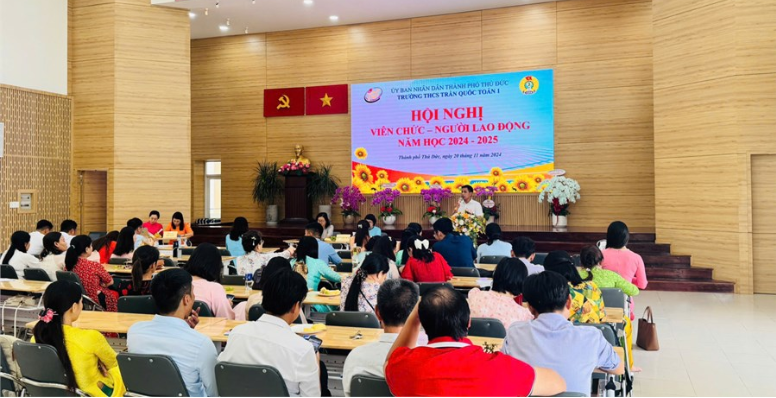 ỦY BAN NHÂN DÂN THÀNH PHỐ THỦ ĐỨC
TRƯỜNG THCS TRẦN QUỐC TOẢN 1
HỘI NGHỊ
VIÊN CHỨC – NGƯỜI LAO ĐỘNG
NĂM HỌC 2024 - 2025
Thành phố Thủ Đức, ngày 20 tháng 11 năm 2024